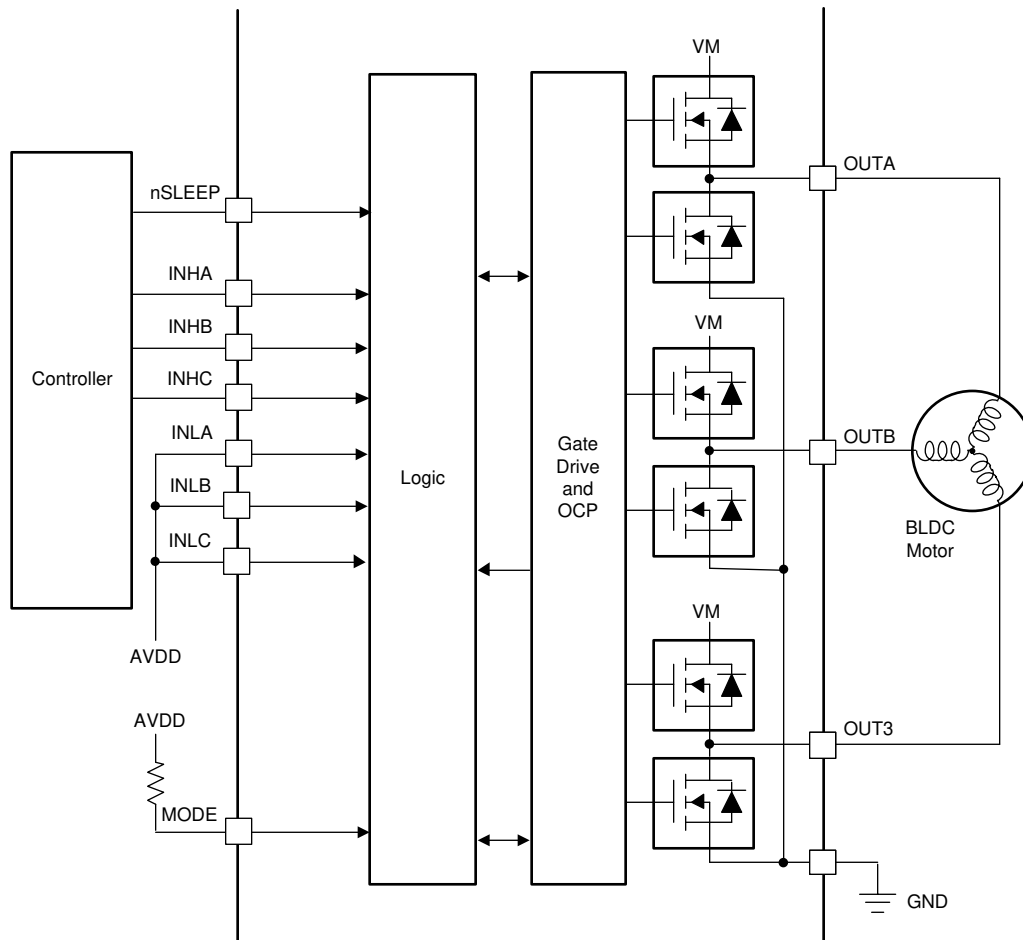 VM
OUTA
nSLEEP
INHA
INHB
INHC
Controller
INLA
INLB
INLC
AVDD
AVDD
MODE
Logic
Gate
Drive
and
OCP
VM
OUTB
BLDC
Motor
VM
OUT3
GND